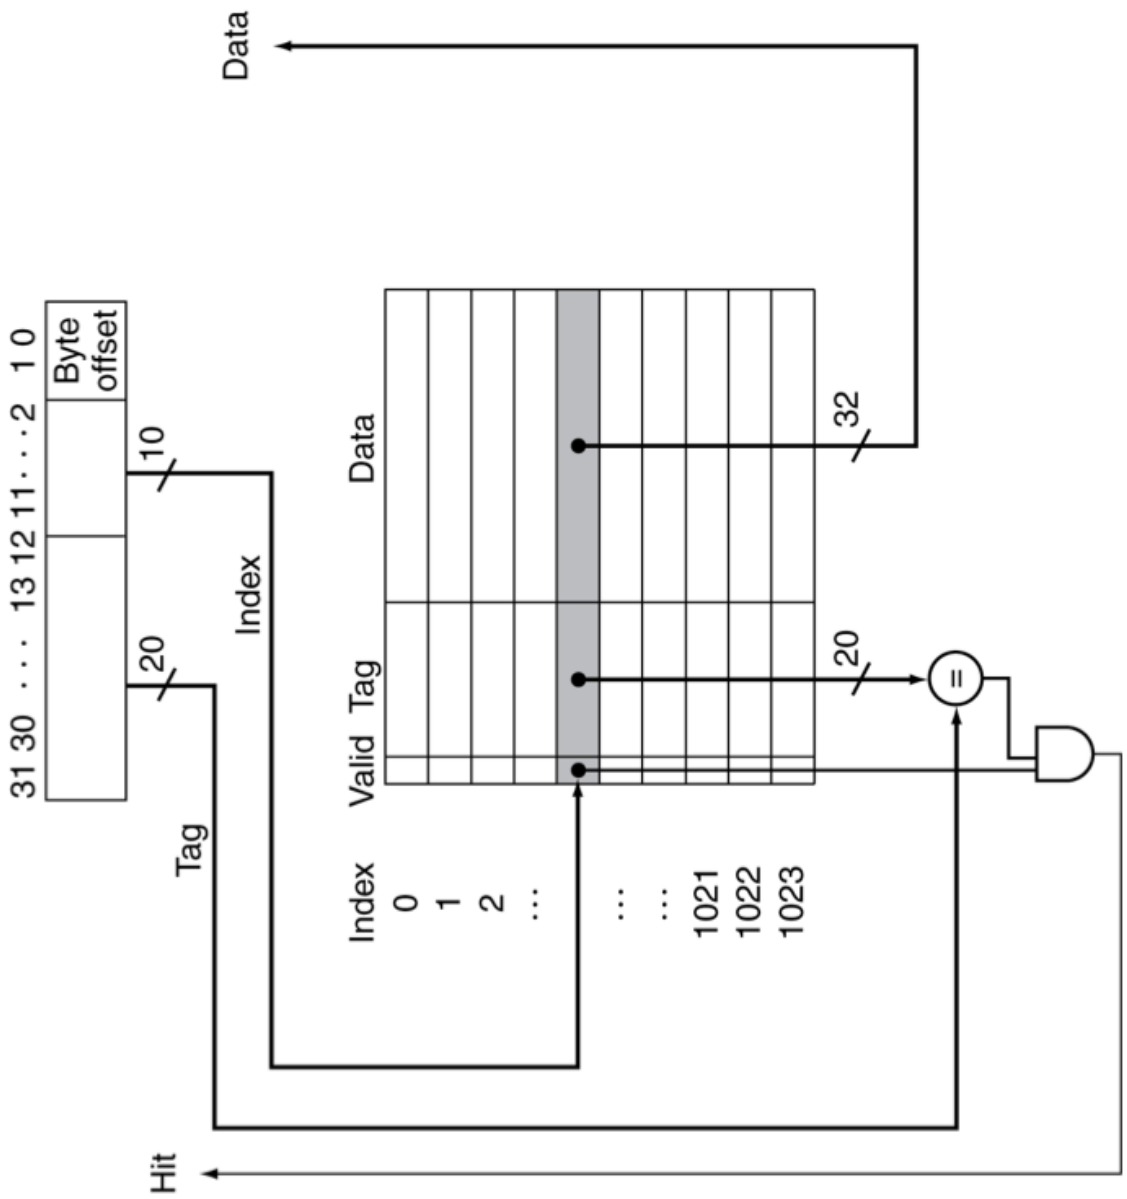 31 30 · · · 13 12 11 · · · 2 1 0
Byte
offset
Hit
Tag
20
10
Index
Data
Index Valid Tag Data
0
1
2
...
...
...
1021
1022
1023
20
32
=